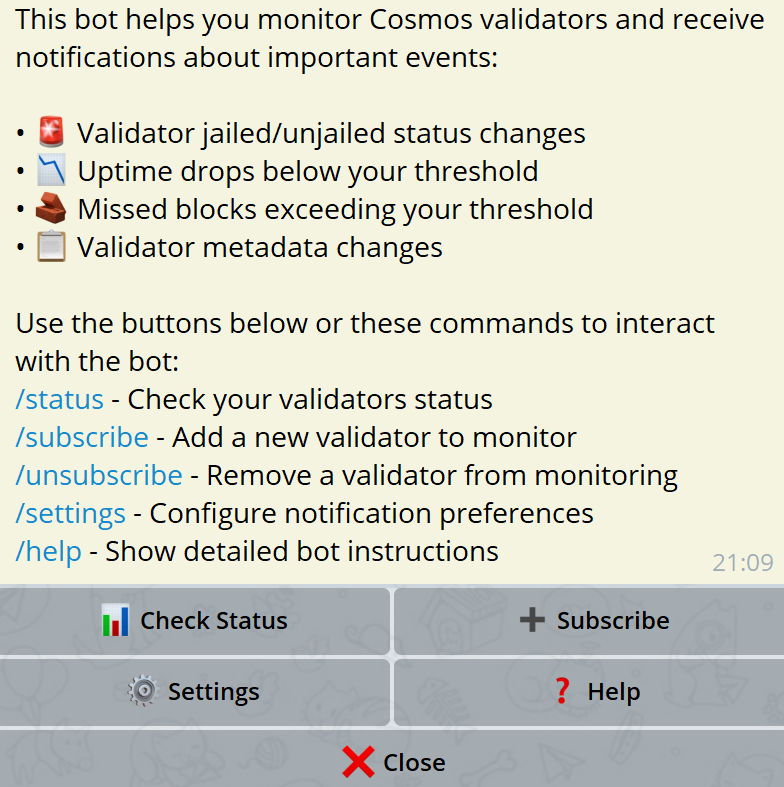 This bot helps you monitor Cosmos validators and receive
notifications about important events:
• 🚨 Validator jailed/unjailed status changes
• 📉 Uptime drops below your threshold
• 🧱 Missed blocks exceeding your threshold
• 📋 Validator metadata changes
Use the buttons below or these commands to interact
with the bot:
/status - Check your validators status
/subscribe - Add a new validator to monitor
/unsubscribe - Remove a validator from monitoring
/settings - Configure notification preferences
/help - Show detailed bot instructions
21:09
📊 Check Status
➕ Subscribe
⚙️ Settings
❓ Help
❌ Close